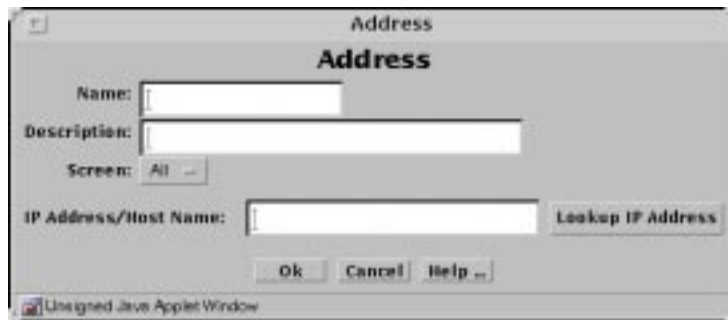 Address
Address
Name:
Description:
Screen: All
IP Address/Host Name: Lookup IP Address
Ok Cancel Help ..
Unsigned Java Applet Window